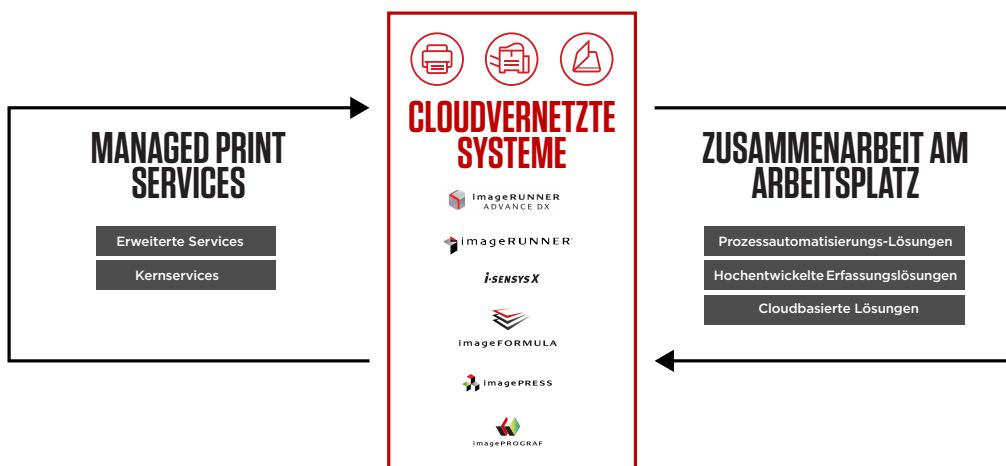 MANAGED PRINT
SERVICES
Erweiterte Services
Kernservices
CLOUDVERNETZTE
SYSTEME
imageRUNNER
ADVANCE DX
imageRUNNER
i-SENSYS X
imageFORMULA
imagePRESS
imagePROGRAF
ZUSAMMENARBEIT AM
ARBEITSPLATZ
Prozessautomatisierungs-Lösungen
Hochentwickelte Erfassungslösungen
Cloudbasierte Lösungen